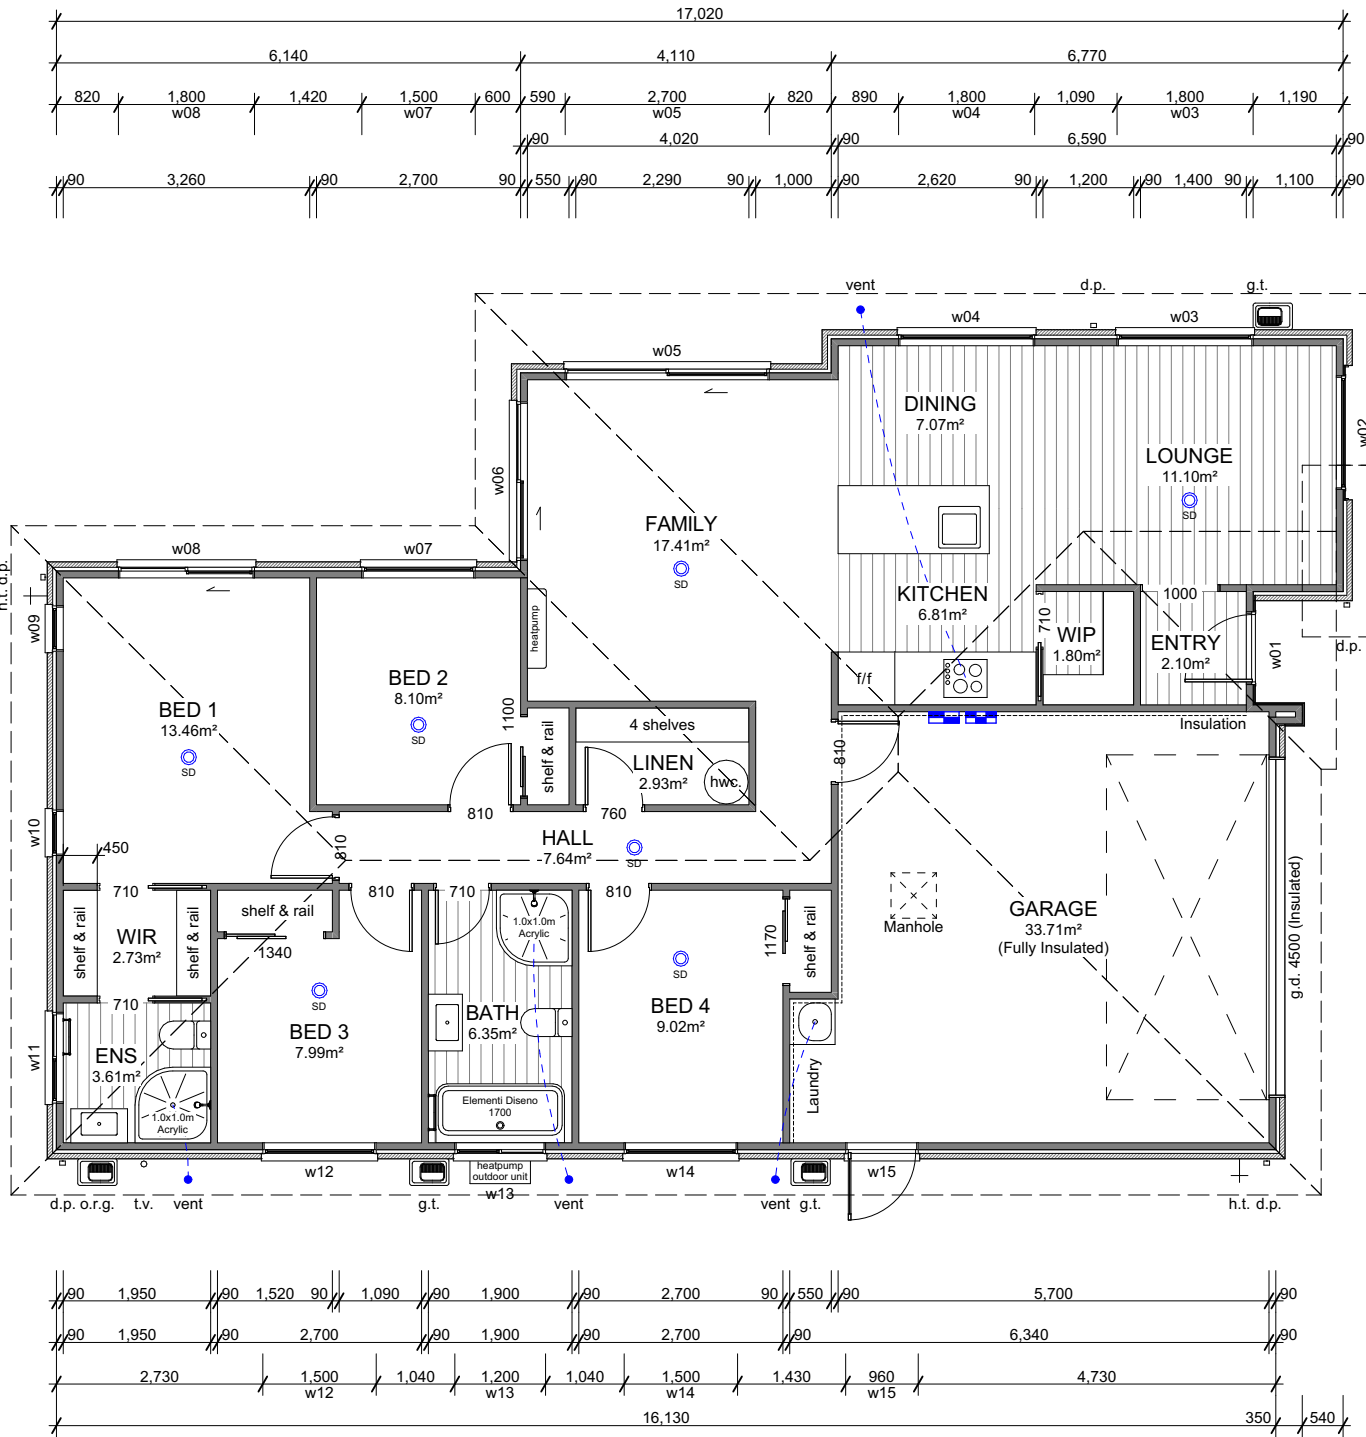 17,020
6,140 4,110 6,770
820 1,800 1,420 1,500 600 590 2,700 820 890 1,800 1,090 1,800 1,190
w08 w07 w05 w04 w03
90 4,020 90 6,590 90
90 3,260 90 2,700 90 550 90 2,290 90 1,000 90 2,620 90 1,200 90 1,400 90 1,100 90
vent d.p. g.t.
w04 w03
w05
w02
DINING
7.07m²
LOUNGE
11.10m²
SD
w06
FAMILY
17.41m²
SD
w08 w07
h.t. d.p.
w09
heatpump
KITCHEN
6.81m²
710
WIP
1.80m²
1000
ENTRY
2.10m²
w01
d.p.
f/f
BED 2
8.10m²
SD
BED 1
13.46m²
SD
1100
shelf & rail
4 shelves
LINEN
2.93m²
hwc.
Insulation
810
w10
450
810 760
HALL
7.64m²
SD
810
710 810 710 810
shelf & rail
WIR
2.73m²
shelf & rail
shelf & rail
1340
1.0x1.0m
Acrylic
1170
shelf & rail
Manhole
GARAGE
33.71m²
(Fully Insulated)
g.d. 4500 (Insulated)
SD
SD
710
w11
ENS
3.61m²
1.0x1.0m
Acrylic
BED 3
7.99m²
BATH
6.35m²
Elementi Diseno
1700
BED 4
9.02m²
Laundry
w12
heatpump
outdoor unit
w13
w14 w15
d.p. o.r.g. t.v. vent g.t. vent vent g.t. h.t. d.p.
90 1,950 90 1,520 90 1,090 90 1,900 90 2,700 90 550 90 5,700 90
90 1,950 90 2,700 90 1,900 90 2,700 90 6,340 90
2,730 1,500 1,040 1,200 1,040 1,500 1,430 960 4,730
w12 w13 w14 w15
16,130 350 540